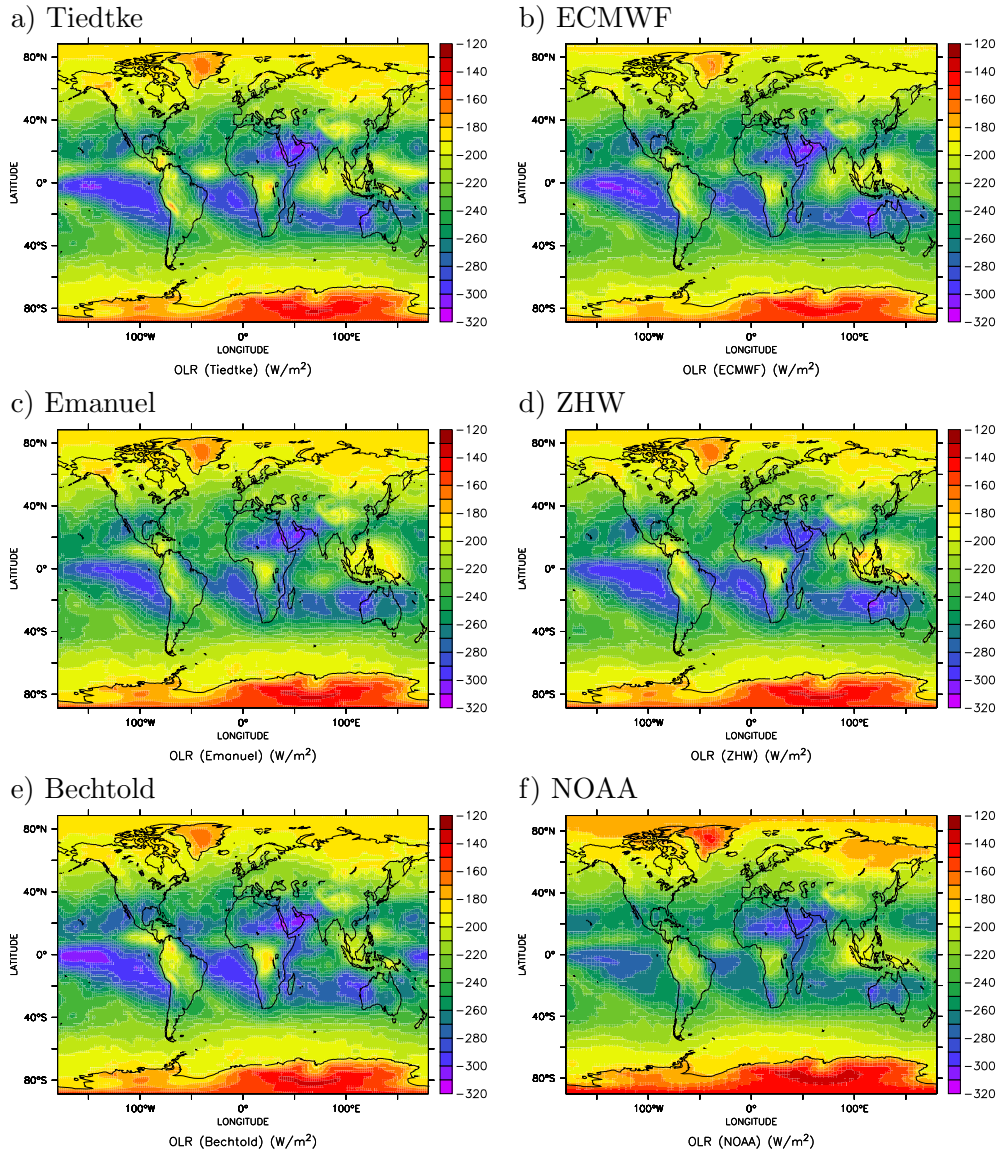 a) Tiedtke
b) ECMWF
80°N
40°N
0°
40°S
80°S
LATITUDE
100°W 0° 100°E
LONGITUDE
OLR (Tiedtke) (W/m²)
−120
−140
−160
−180
−200
−220
−240
−260
−280
−300
−320
80°N
40°N
0°
40°S
80°S
LATITUDE
100°W 0° 100°E
LONGITUDE
OLR (ECMWF) (W/m²)
−120
−140
−160
−180
−200
−220
−240
−260
−280
−300
−320
c) Emanuel
d) ZHW
80°N
40°N
0°
40°S
80°S
LATITUDE
100°W 0° 100°E
LONGITUDE
OLR (Emanuel) (W/m²)
−120
−140
−160
−180
−200
−220
−240
−260
−280
−300
−320
80°N
40°N
0°
40°S
80°S
LATITUDE
100°W 0° 100°E
LONGITUDE
OLR (ZHW) (W/m²)
−120
−140
−160
−180
−200
−220
−240
−260
−280
−300
−320
e) Bechtold
f) NOAA
80°N
40°N
0°
40°S
80°S
LATITUDE
100°W 0° 100°E
LONGITUDE
OLR (Bechtold) (W/m²)
−120
−140
−160
−180
−200
−220
−240
−260
−280
−300
−320
80°N
40°N
0°
40°S
80°S
LATITUDE
100°W 0° 100°E
LONGITUDE
OLR (NOAA) (W/m²)
−120
−140
−160
−180
−200
−220
−240
−260
−280
−300
−320